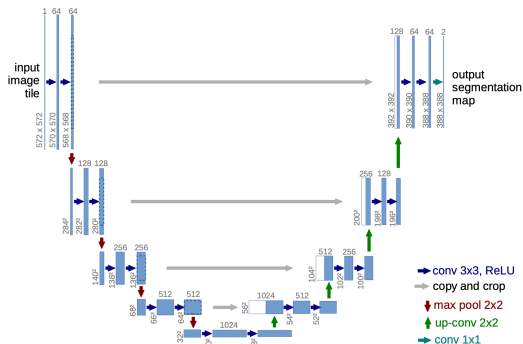 1 64 64
128 64 64 2
input
image
tile
output
segmentation
map
572 x 572
570 x 570
568 x 568
392 x 392
390 x 390
388 x 388
388 x 388
128 128
256 128
284²
282²
280²
200²
198²
196²
256 256
512 256
140²
138²
136²
104²
102²
100²
512 512
1024 512
68²
66²
64²
56²
54²
52²
1024
32²
conv 3x3, ReLU
copy and crop
max pool 2x2
up-conv 2x2
conv 1x1